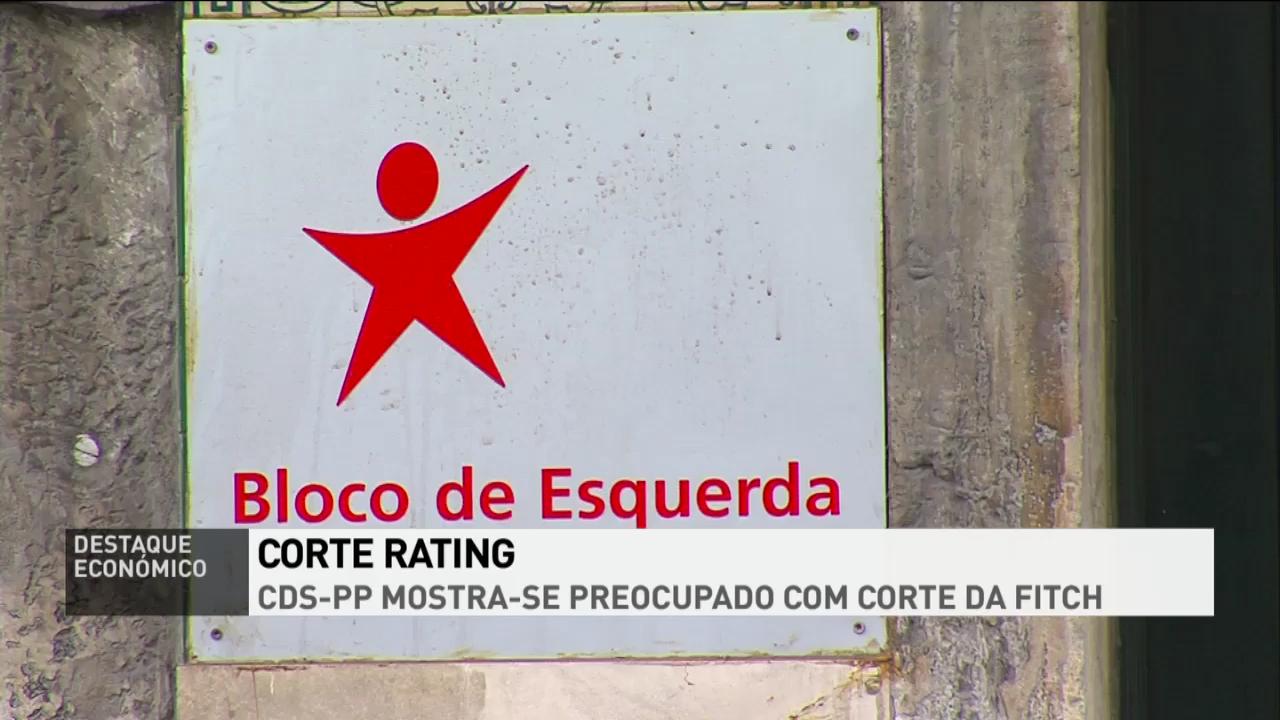 Bloco de Esquerda
DESTAQUE
ECONÓMICO
CORTE RATING
CDS-PP MOSTRA-SE PREOCUPADO COM CORTE DA FITCH